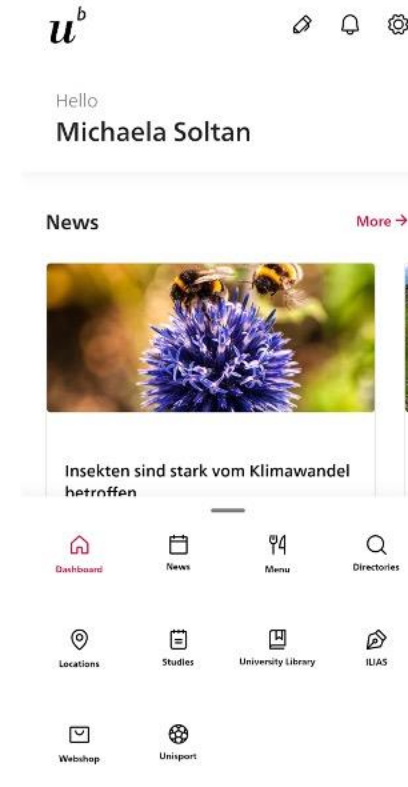 u b
Hello
Michaela Soltan
News
More →
Insekten sind stark vom Klimawandel
betroffen
Dashboard
News
Menu
Directories
Locations
Studies
University Library
ILIAS
Webshop
Unisport